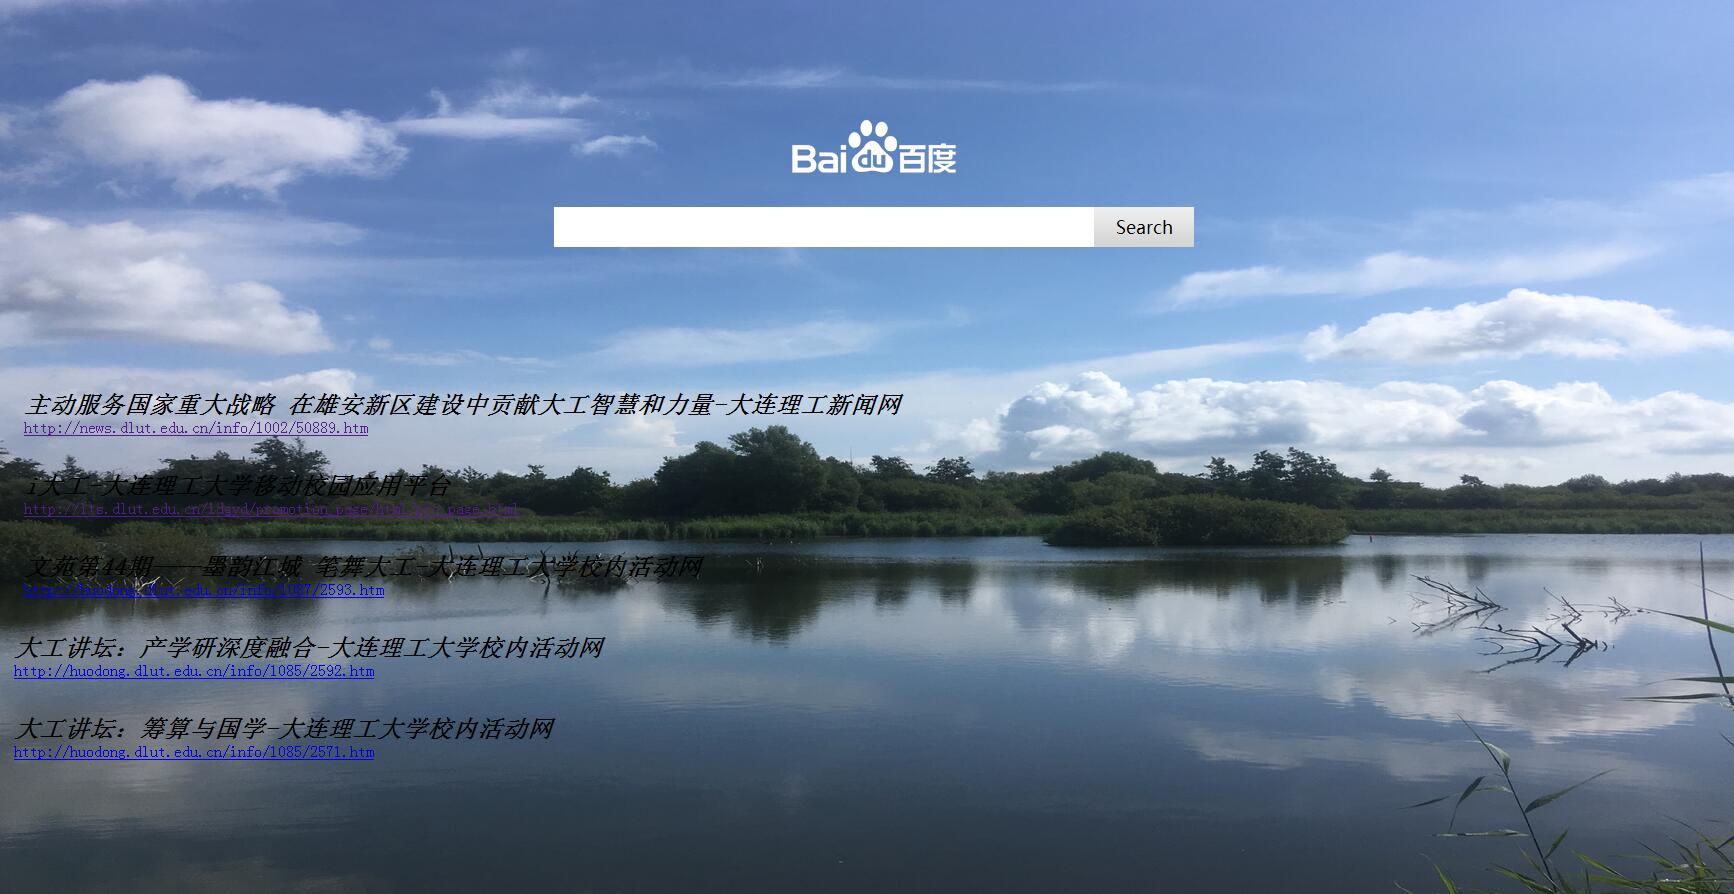 Bai du 百度
Search
主动服务国家重大战略 在雄安新区建设中贡献大工智慧和力量-大连理工新闻网
http://news.dlut.edu.cn/info/1002/50889.htm
i大工-大连理工大学移动校园应用平台
文苑第44期——墨韵江城 笔舞大工-大连理工大学校内活动网
http://huodong.dlut.edu.cn/info/1087/2593.htm
大工讲坛：产学研深度融合-大连理工大学校内活动网
http://huodong.dlut.edu.cn/info/1085/2592.htm
大工讲坛：筹算与国学-大连理工大学校内活动网
http://huodong.dlut.edu.cn/info/1085/2571.htm